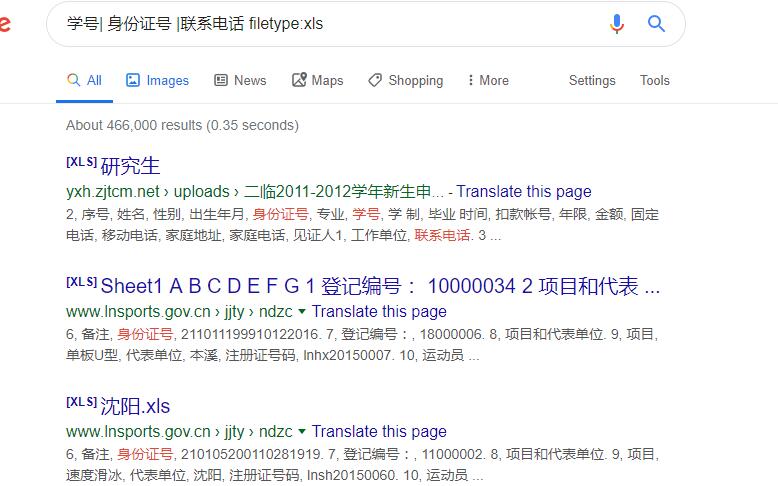 e 学号| 身份证号 |联系电话 filetype:xls
All Images News Maps Shopping More Settings Tools
About 466,000 results (0.35 seconds)
[XLS] 研究生
yxh.zjtcm.net › uploads › 二临2011-2012学年新生申... - Translate this page
2, 序号, 姓名, 性别, 出生年月, 身份证号, 专业, 学号, 学 制, 毕业 时间, 扣款帐号, 年限, 金额, 固定
电话, 移动电话, 家庭地址, 家庭电话, 见证人1, 工作单位, 联系电话. 3 ...
[XLS] Sheet1 A B C D E F G 1 登记编号： 10000034 2 项目和代表 ...
www.lnsports.gov.cn › jjty › ndzc Translate this page
6, 备注, 身份证号, 211011199910122016. 7, 登记编号：, 18000006. 8, 项目和代表单位. 9, 项目,
单板U型, 代表单位, 本溪, 注册证号码, lnhx20150007. 10, 运动员 ...
[XLS] 沈阳.xls
www.lnsports.gov.cn › jjty › ndzc Translate this page
6, 备注, 身份证号, 210105200110281919. 7, 登记编号：, 11000002. 8, 项目和代表单位. 9, 项目,
速度滑冰, 代表单位, 沈阳, 注册证号码, lnsh20150060. 10, 运动员 ...